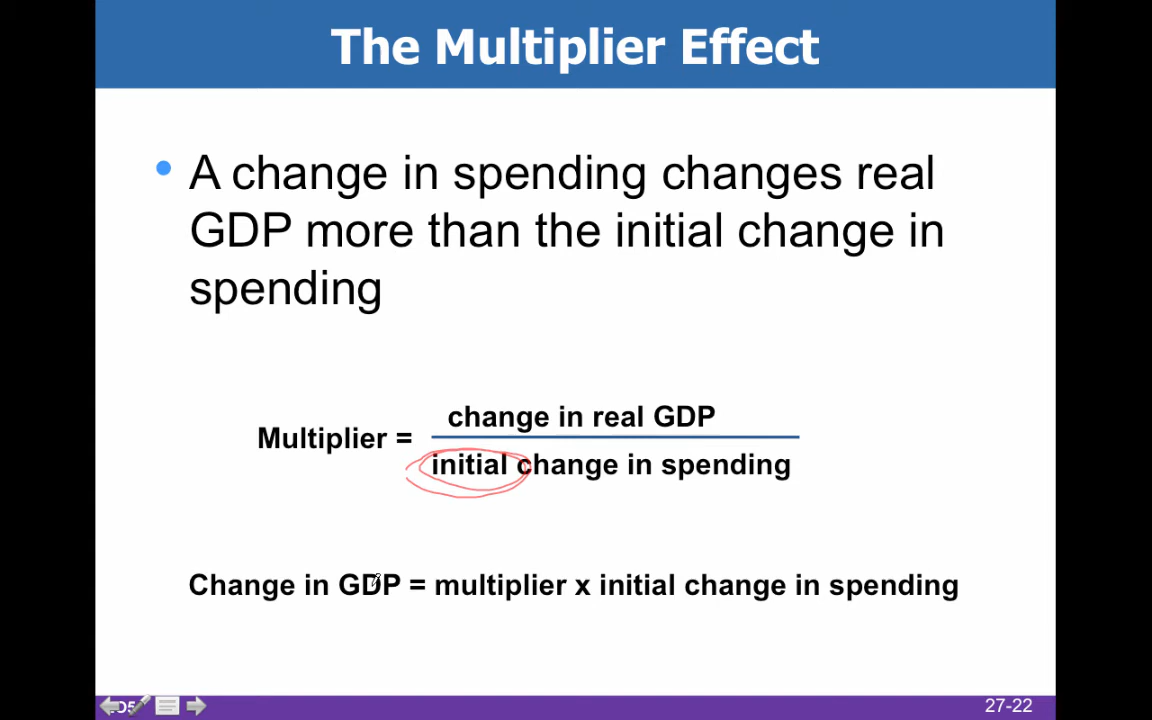 The Multiplier Effect
• A change in spending changes real
GDP more than the initial change in
spending
change in real GDP
Multiplier =
initial change in spending
Change in GDP = multiplier x initial change in spending
27-22